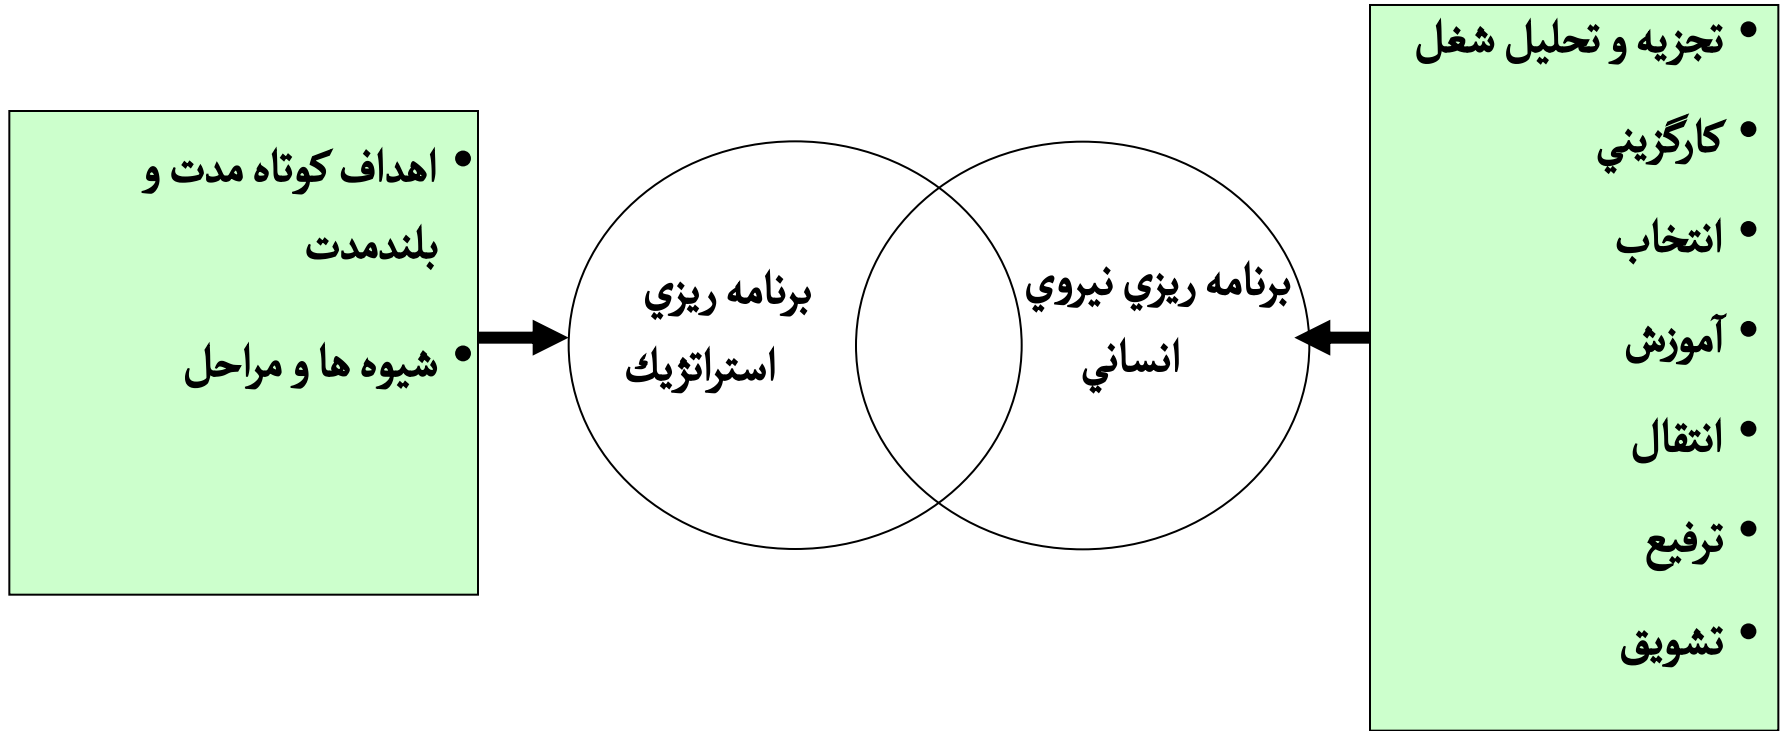 • تجزيه و تحليل شغل
• كارگزيني
• انتخاب
• آموزش
• انتقال
• ترفيع
• تشويق
برنامه ريزي نيروي
انساني
برنامه ريزي
استراتژيك
• اهداف كوتاه مدت و
بلندمدت
• شيوه ها و مراحل